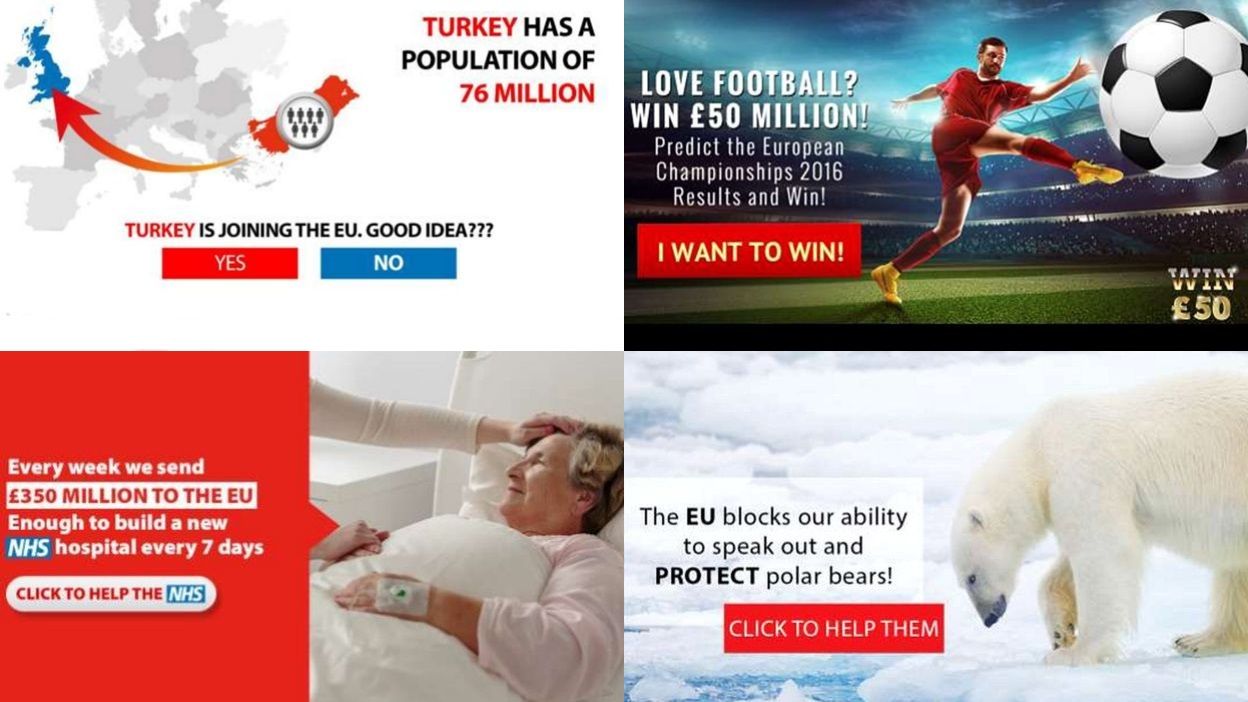 TURKEY HAS A
POPULATION OF
76 MILLION
TURKEY IS JOINING THE EU. GOOD IDEA???
YES
NO
LOVE FOOTBALL?
WIN £50 MILLION!
Predict the European
Championships 2016
Results and Win!
I WANT TO WIN!
WIN
£50
Every week we send
£350 MILLION TO THE EU
Enough to build a new
NHS hospital every 7 days
CLICK TO HELP THE NHS
The EU blocks our ability
to speak out and
PROTECT polar bears!
CLICK TO HELP THEM